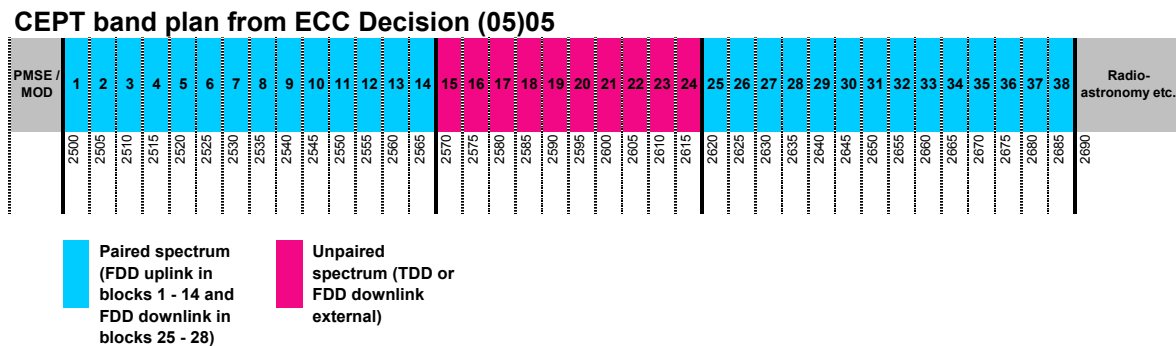 CEPT band plan from ECC Decision (05)05
PMSE /
MOD
1 2 3 4 5 6 7 8 9 10 11 12 13 14 15 16 17 18 19 20 21 22 23 24 25 26 27 28 29 30 31 32 33 34 35 36 37 38
Radio-
astronomy etc.
2500 2505 2510 2515 2520 2525 2530 2535 2540 2545 2550 2555 2560 2565 2570 2575 2580 2585 2590 2595 2600 2605 2610 2615 2620 2625 2630 2635 2640 2645 2650 2655 2660 2665 2670 2675 2680 2685 2690
Paired spectrum
(FDD uplink in
blocks 1 - 14 and
FDD downlink in
blocks 25 - 28)
Unpaired
spectrum (TDD or
FDD downlink
external)